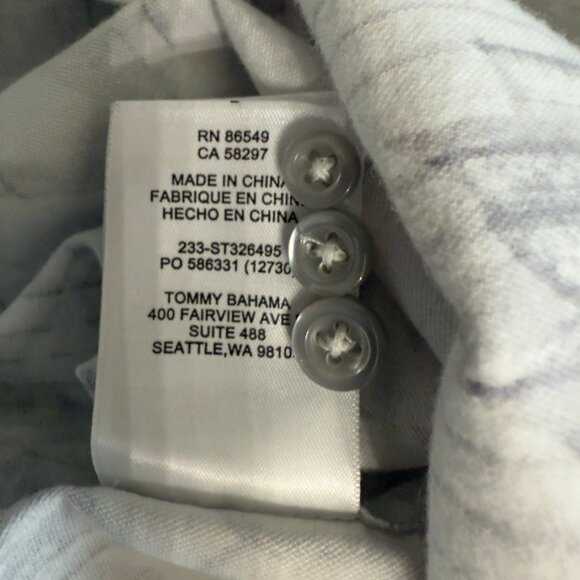 RN 86549
CA 58297
MADE IN CHINA
FABRIQUE EN CHIN
HECHO EN CHINA
233-ST326495
PO 586331 (12730)
TOMMY BAHAMA
400 FAIRVIEW AVE
SUITE 488
SEATTLE,WA 9810